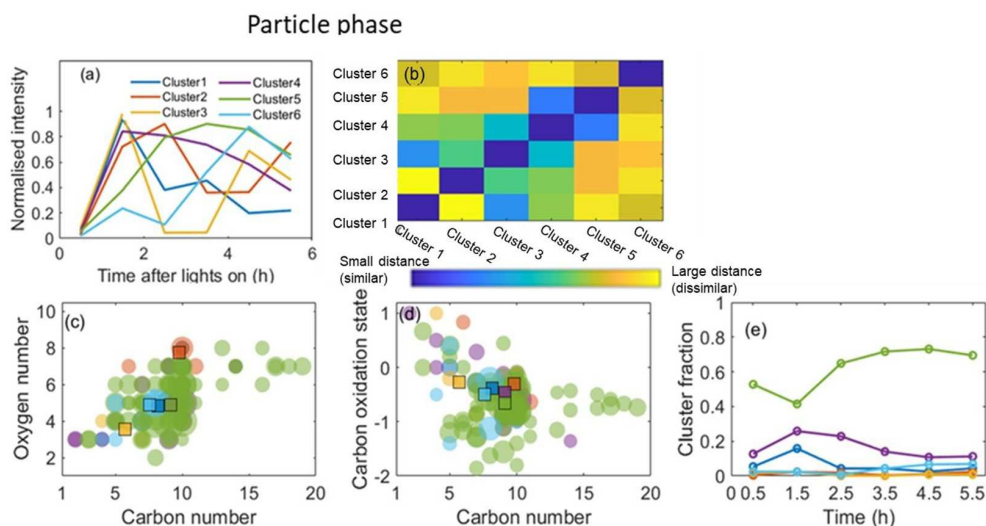 Particle phase
(a)
Cluster1
Cluster2
Cluster3
Cluster4
Cluster5
Cluster6
Normalised intensity
1
0.8
0.6
0.4
0.2
0
0 2 4 6
Time after lights on (h)
(b)
Cluster 6
Cluster 5
Cluster 4
Cluster 3
Cluster 2
Cluster 1
Cluster 1
Cluster 2
Cluster 3
Cluster 4
Cluster 5
Cluster 6
Small distance
(similar)
Large distance
(dissimilar)
(c)
Oxygen number
10
8
6
4
2
1 5 10 15 20
Carbon number
(d)
Carbon oxidation state
1
0
-1
-2
1 5 10 15 20
Carbon number
(e)
Cluster fraction
1
0.8
0.6
0.4
0.2
0
0 0.5 1.5 2.5 3.5 4.5 5.5
Time (h)